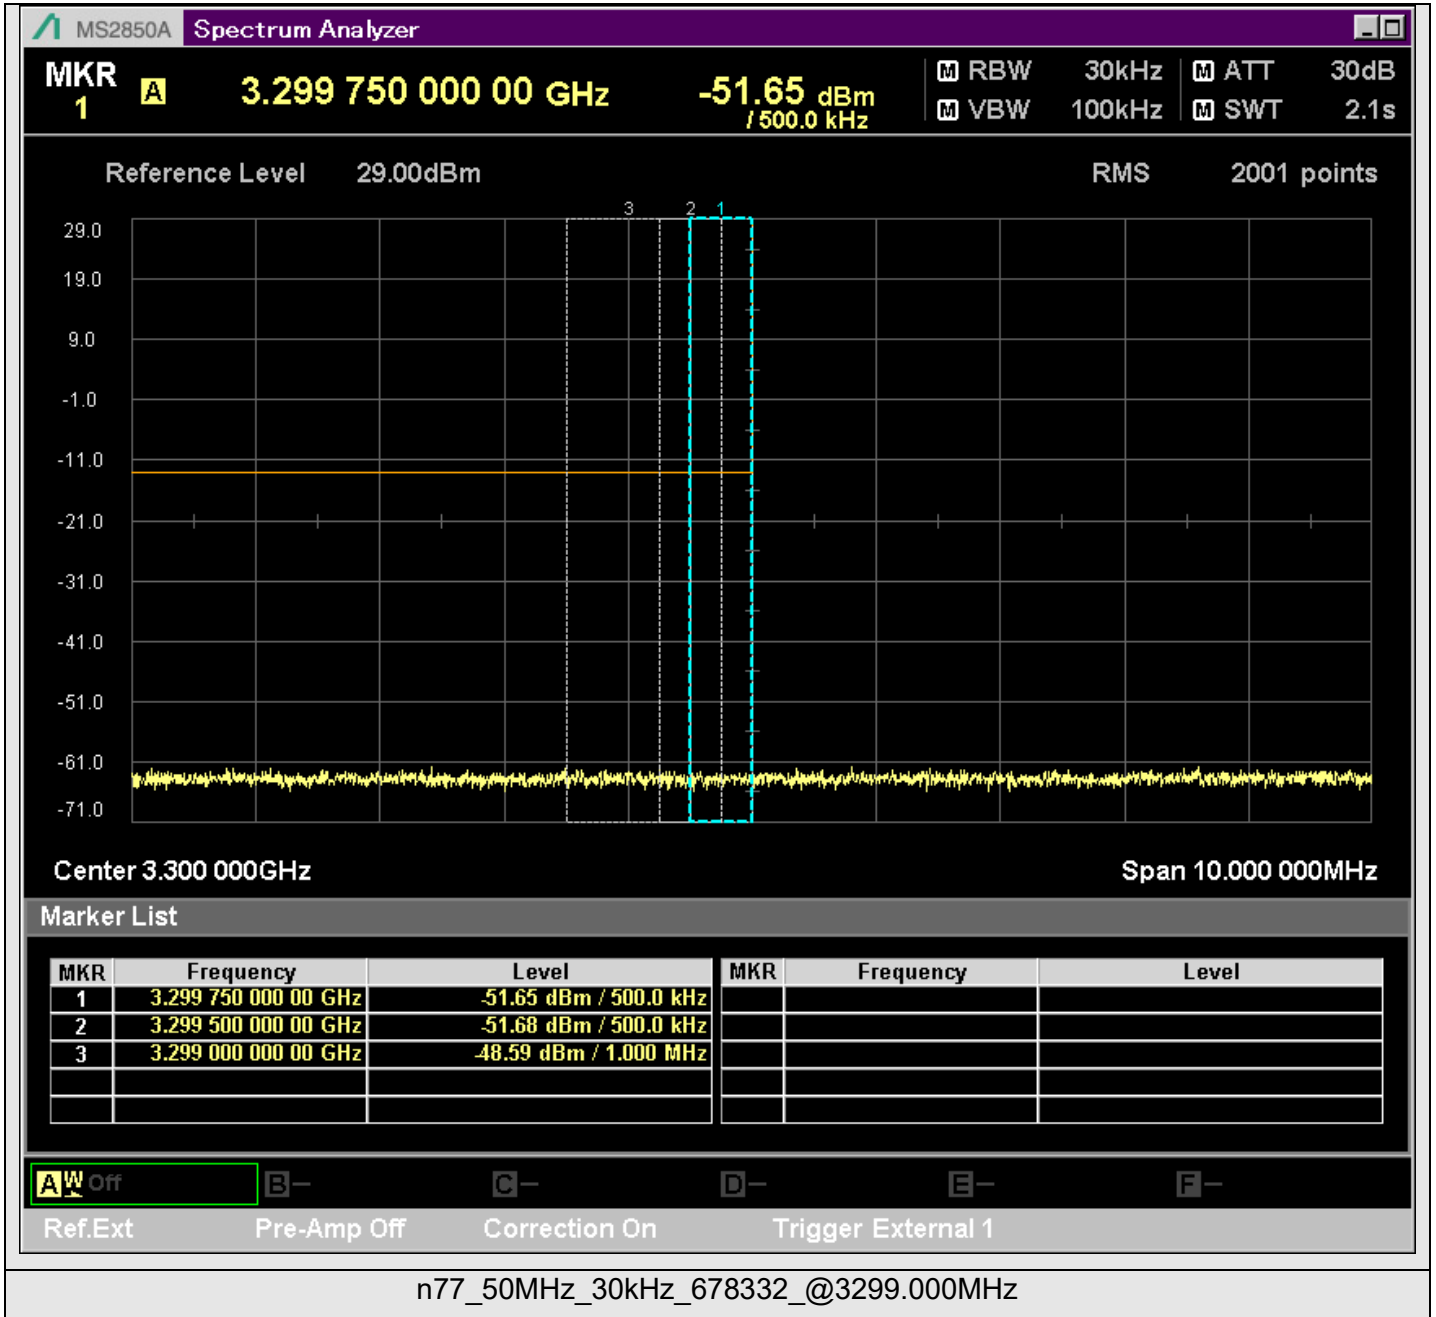 MS2850A Spectrum Analyzer
MKR 1 A 3.299 750 000 00 GHz -51.65 dBm / 500.0 kHz
M RBW 30kHz M ATT 30dB
M VBW 100kHz M SWT 2.1s
Reference Level 29.00dBm RMS 2001 points
3 2 1
29.0
19.0
9.0
-1.0
-11.0
-21.0
-31.0
-41.0
-51.0
-61.0
-71.0
Center 3.300 000GHz Span 10.000 000MHz
Marker List
MKR Frequency Level MKR Frequency Level
1 3.299 750 000 00 GHz -51.65 dBm / 500.0 kHz
2 3.299 500 000 00 GHz -51.68 dBm / 500.0 kHz
3 3.299 000 000 00 GHz -48.59 dBm / 1.000 MHz
A W Off B - C - D - E - F -
Ref.Ext Pre-Amp Off Correction On Trigger External 1
n77_50MHz_30kHz_678332_@3299.000MHz